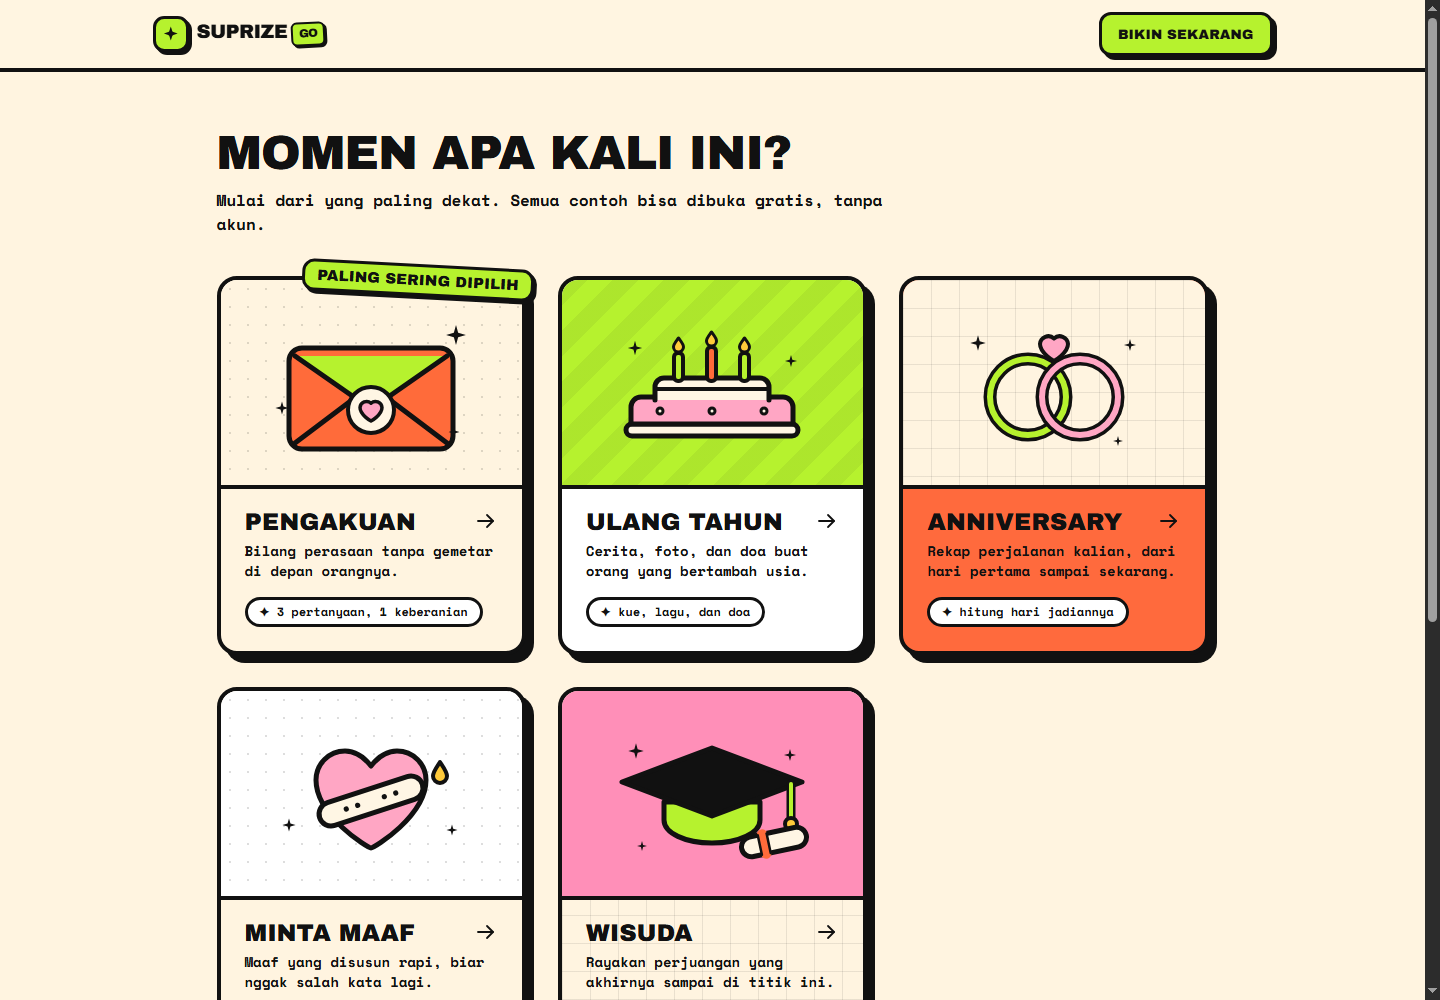 SUPRIZE GO
BIKIN SEKARANG
MOMEN APA KALI INI?
Mulai dari yang paling dekat. Semua contoh bisa dibuka gratis, tanpa
akun.
PALING SERING DIPILIH
PENGAKUAN
Bilang perasaan tanpa gemetar
di depan orangnya.
3 pertanyaan, 1 keberanian
ULANG TAHUN
Cerita, foto, dan doa buat
orang yang bertambah usia.
kue, lagu, dan doa
ANNIVERSARY
Rekap perjalanan kalian, dari
hari pertama sampai sekarang.
hitung hari jadiannya
MINTA MAAF
Maaf yang disusun rapi, biar
nggak salah kata lagi.
WISUDA
Rayakan perjuangan yang
akhirnya sampai di titik ini.